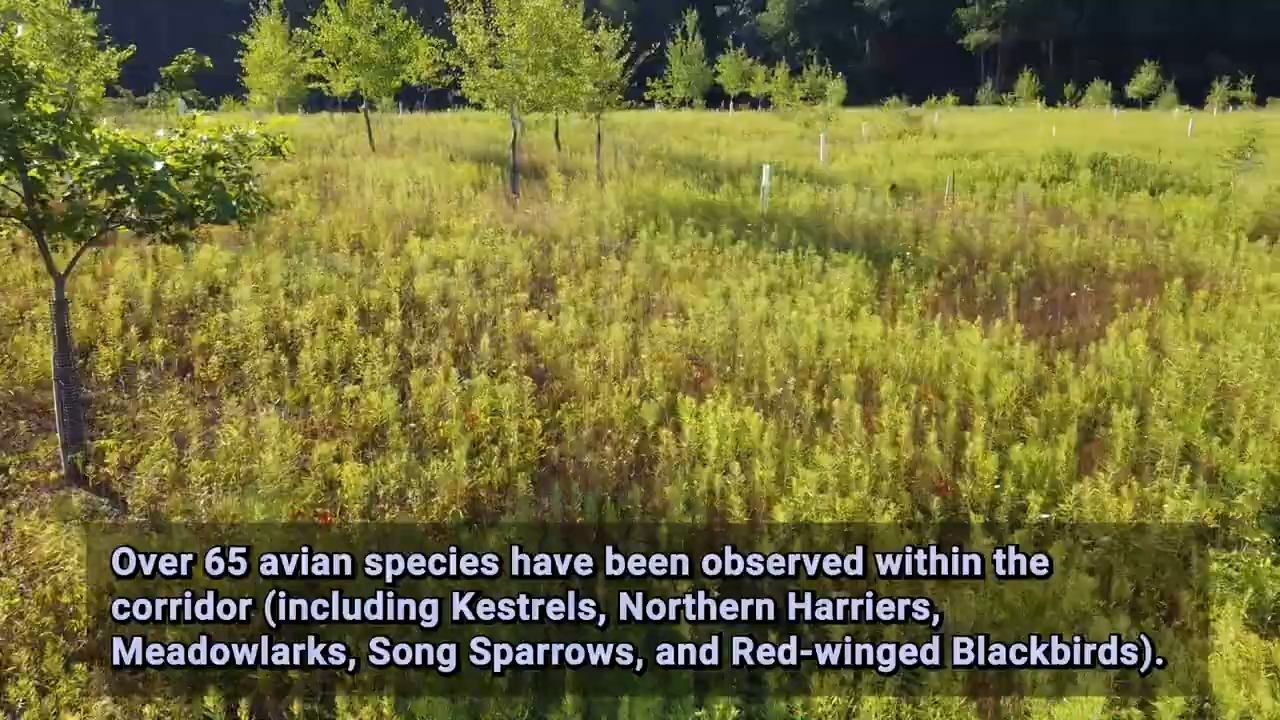 Over 65 avian species have been observed within the
corridor (including Kestrels, Northern Harriers,
Meadowlarks, Song Sparrows, and Red-winged Blackbirds).